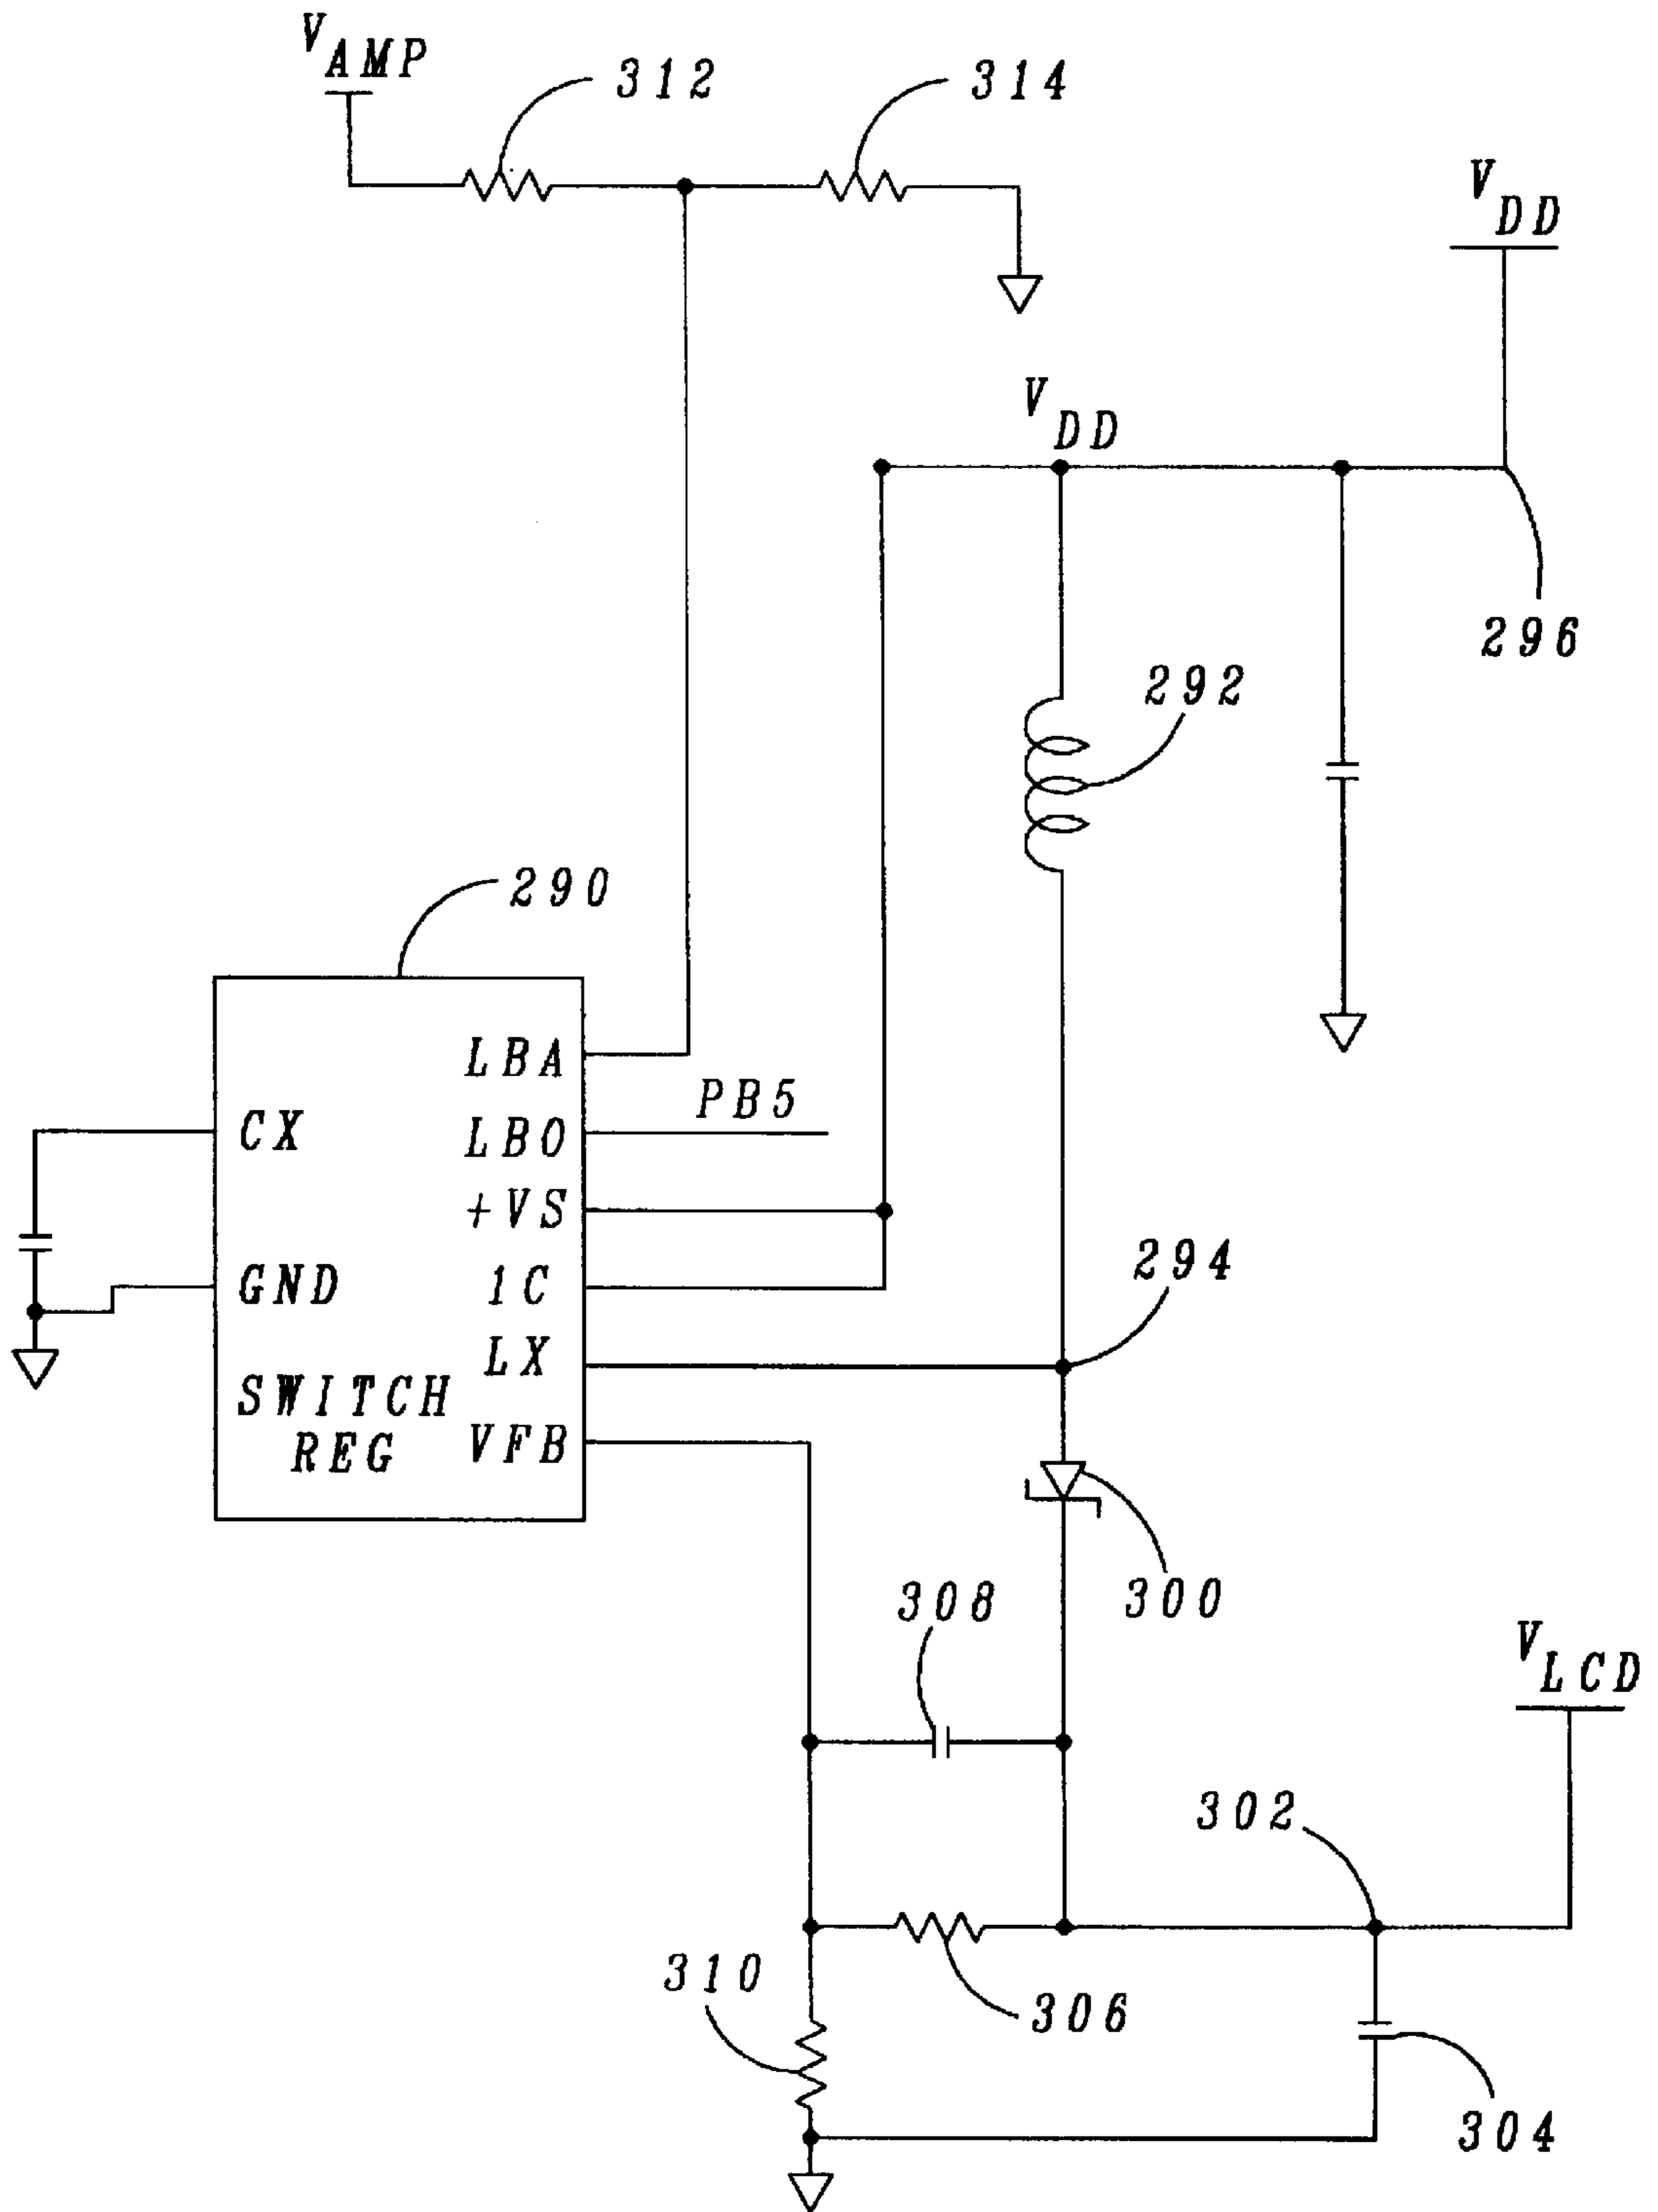 VAMP
312
314
VDD
VDD
296
292
290
LBA
PB5
CX
LBO
+VS
294
GND
1C
LX
SWITCH
REG
VFB
300
308
VLCD
302
310
306
304